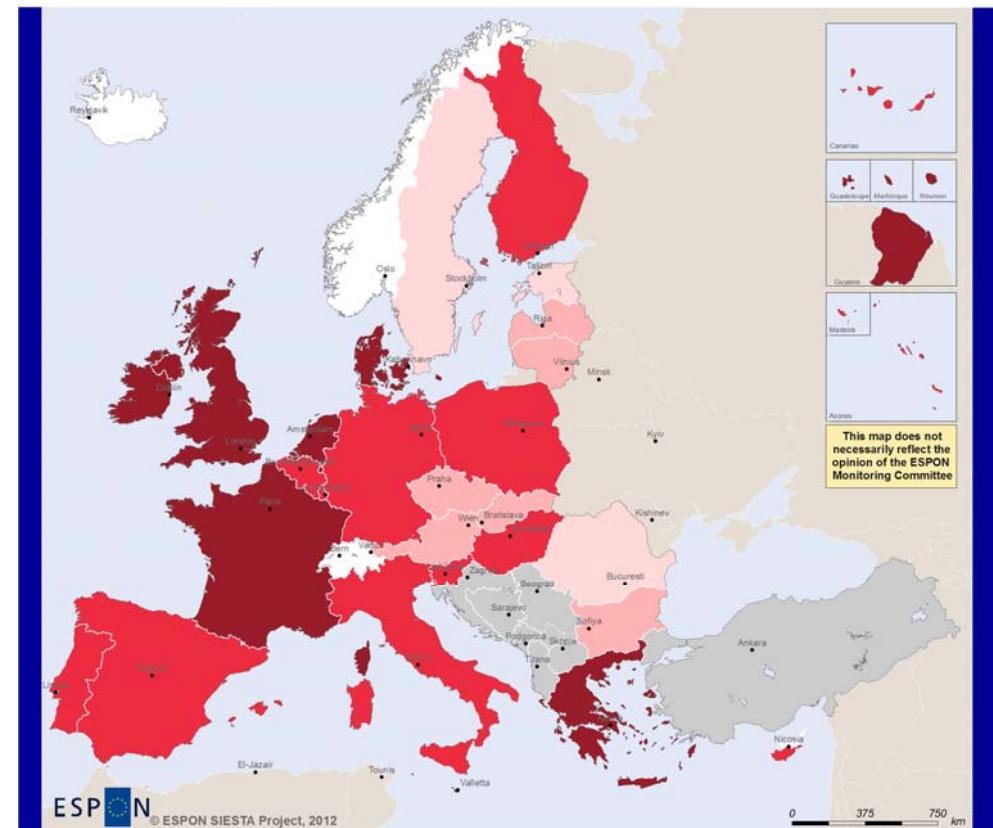 Reykjavik
Canarias
Guadeloupe
Martinique
Réunion
Guyane
Oslo
Stockholm
Tallinn
Madeira
Riga
København
Vilnius
Minsk
Acores
Dublin
London
Amsterdam
This map does not
necessarily reflect the
opinion of the ESPON
Monitoring Committee
Kyiv
Praha
Paris
Wien
Bratislava
Kishinev
Bern
Zagreb
Beograd
Bucuresti
Sarajevo
Sofiya
Podgorica
Skopje
Ankara
Tirana
Nicosia
El-Jazair
Tounis
Valletta
ESPON
© ESPON SIESTA Project, 2012
0 375 750
km